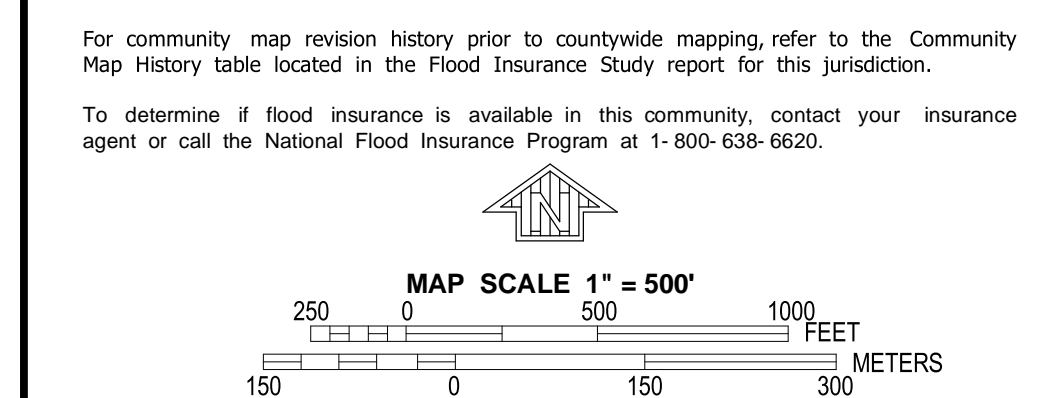 For community map revision history prior to countywide mapping, refer to the Community
Map History table located in the Flood Insurance Study report for this jurisdiction.
To determine if flood insurance is available in this community, contact your insurance
agent or call the National Flood Insurance Program at 1- 800- 638- 6620.
N
MAP SCALE 1" = 500'
250 0 500 1000
FEET
METERS
150 0 150 300